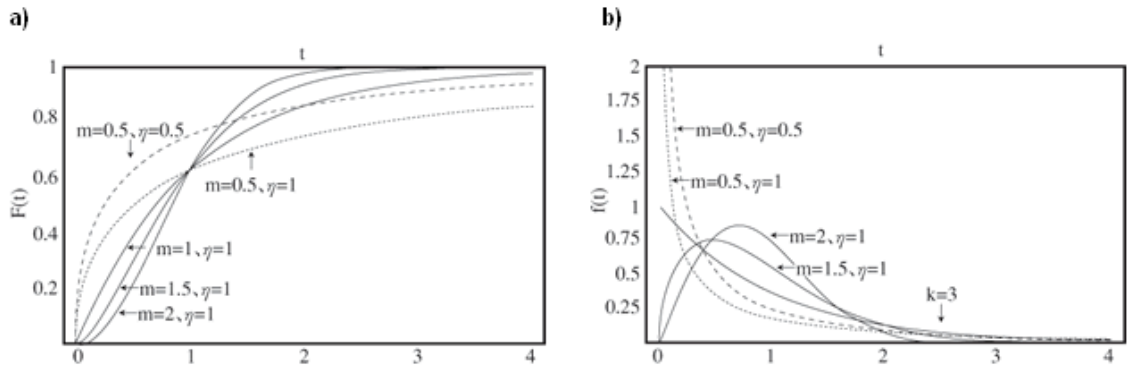 a)
t
1
0.8
0.6
0.4
0.2
F(t)
m=0.5、η=0.5
m=0.5、η=1
m=1、η=1
m=1.5、η=1
m=2、η=1
0 1 2 3 4
b)
t
2
1.75
1.5
1.25
1
0.75
0.5
0.25
f(t)
m=0.5、η=0.5
m=0.5、η=1
m=2、η=1
m=1.5、η=1
k=3
0 1 2 3 4